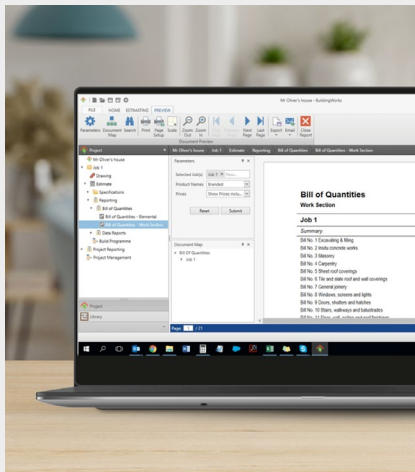 Mr Oliver's house - BuildingWorks
FILE HOME ESTIMATING PREVIEW
Parameters Document Map Search Print Page Setup Scale Zoom Out Zoom In Next Page Last Page Export Email Close Report
Document Preview
Project
Mr Oliver's house Job 1 Estimate Reporting Bill of Quantities Bill of Quantities - Work Section
Mr Oliver's house
Job 1
Drawing
Estimate
Specifications
Reporting
Bill of Quantities
Bill of Quantities - Elemental
Bill of Quantities - Work Section
Data Reports
Build Programme
Project Reporting
Project Management
Project
Library
Parameters
Selected Job(s) Job 1
Product Names Branded
Prices Show Prices inclu...
Reset Submit
Document Map
Bill Of Quantities
Job 1
Bill of Quantities
Work Section
Job 1
Summary
Bill No. 1 Excavating & filling
Bill No. 2 Insitu concrete works
Bill No. 3 Masonry
Bill No. 4 Carpentry
Bill No. 5 Sheet roof coverings
Bill No. 6 Tile and slate roof and wall coverings
Bill No. 7 General joinery
Bill No. 8 Windows, screens and lights
Bill No. 9 Doors, shutters and hatches
Bill No. 10 Stairs, walkways and balustrades
Page 1 / 21